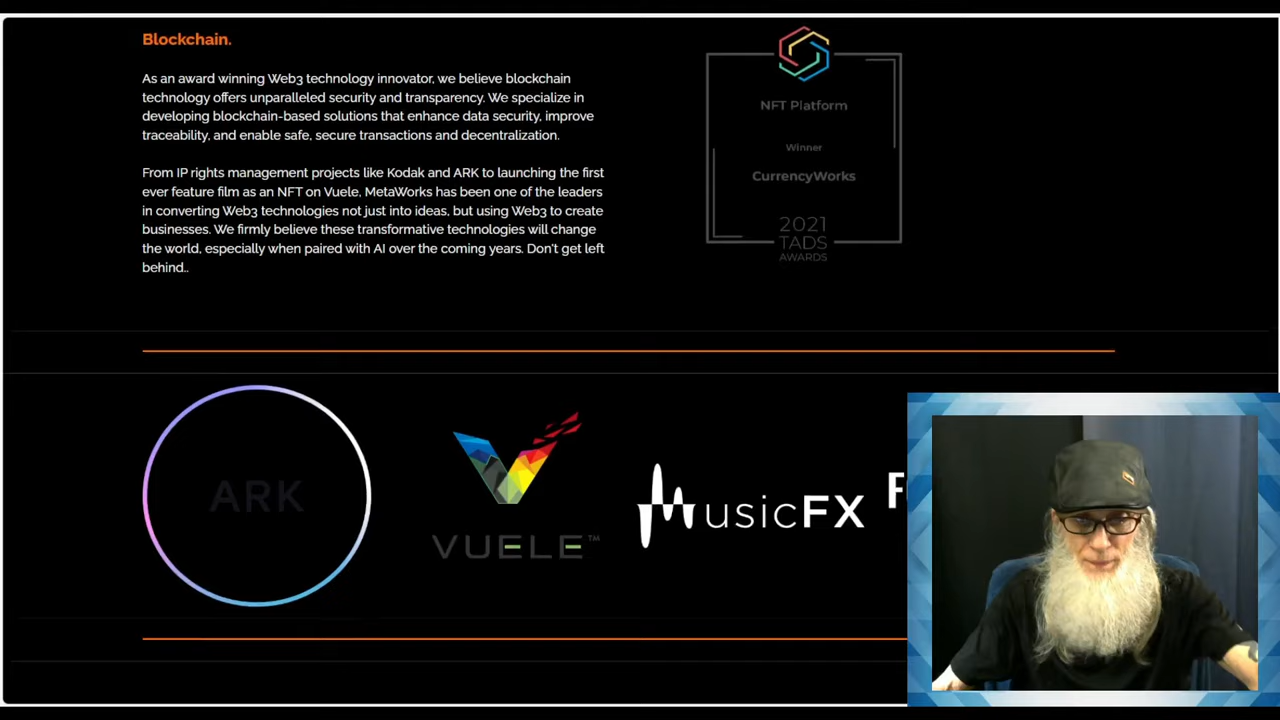 Blockchain.
As an award winning Web3 technology innovator, we believe blockchain
technology offers unparalleled security and transparency. We specialize in
developing blockchain-based solutions that enhance data security, improve
traceability, and enable safe, secure transactions and decentralization.
From IP rights management projects like Kodak and ARK to launching the first
ever feature film as an NFT on Vuele, MetaWorks has been one of the leaders
in converting Web3 technologies not just into ideas, but using Web3 to create
businesses. We firmly believe these transformative technologies will change
the world, especially when paired with AI over the coming years. Don't get left
behind..
NFT Platform
Winner
CurrencyWorks
2021
TADS
AWARDS
ARK
VUELE™
MusicFX